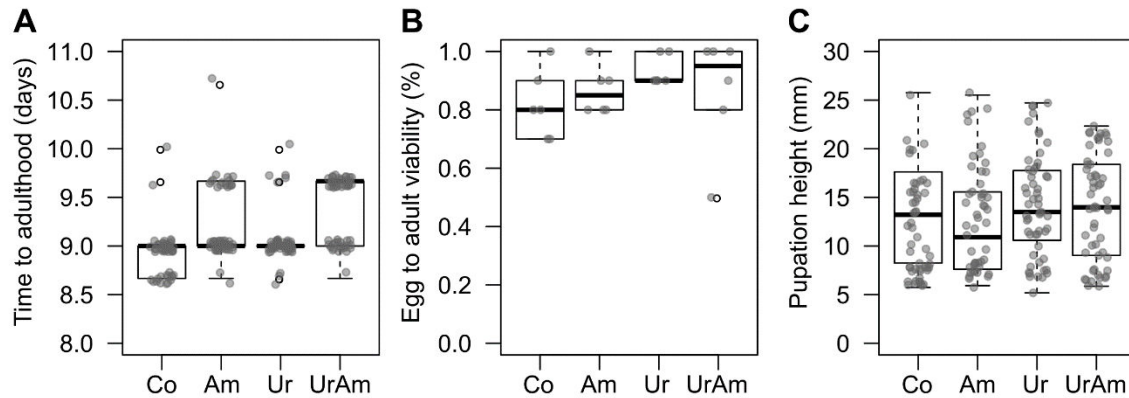 A
Time to adulthood (days)
11.0
10.5
10.0
9.5
9.0
8.5
8.0
Co Am Ur UrAm
B
Egg to adult viability (%)
1.0
0.8
0.6
0.4
0.2
0.0
Co Am Ur UrAm
C
Pupation height (mm)
30
25
20
15
10
5
0
Co Am Ur UrAm